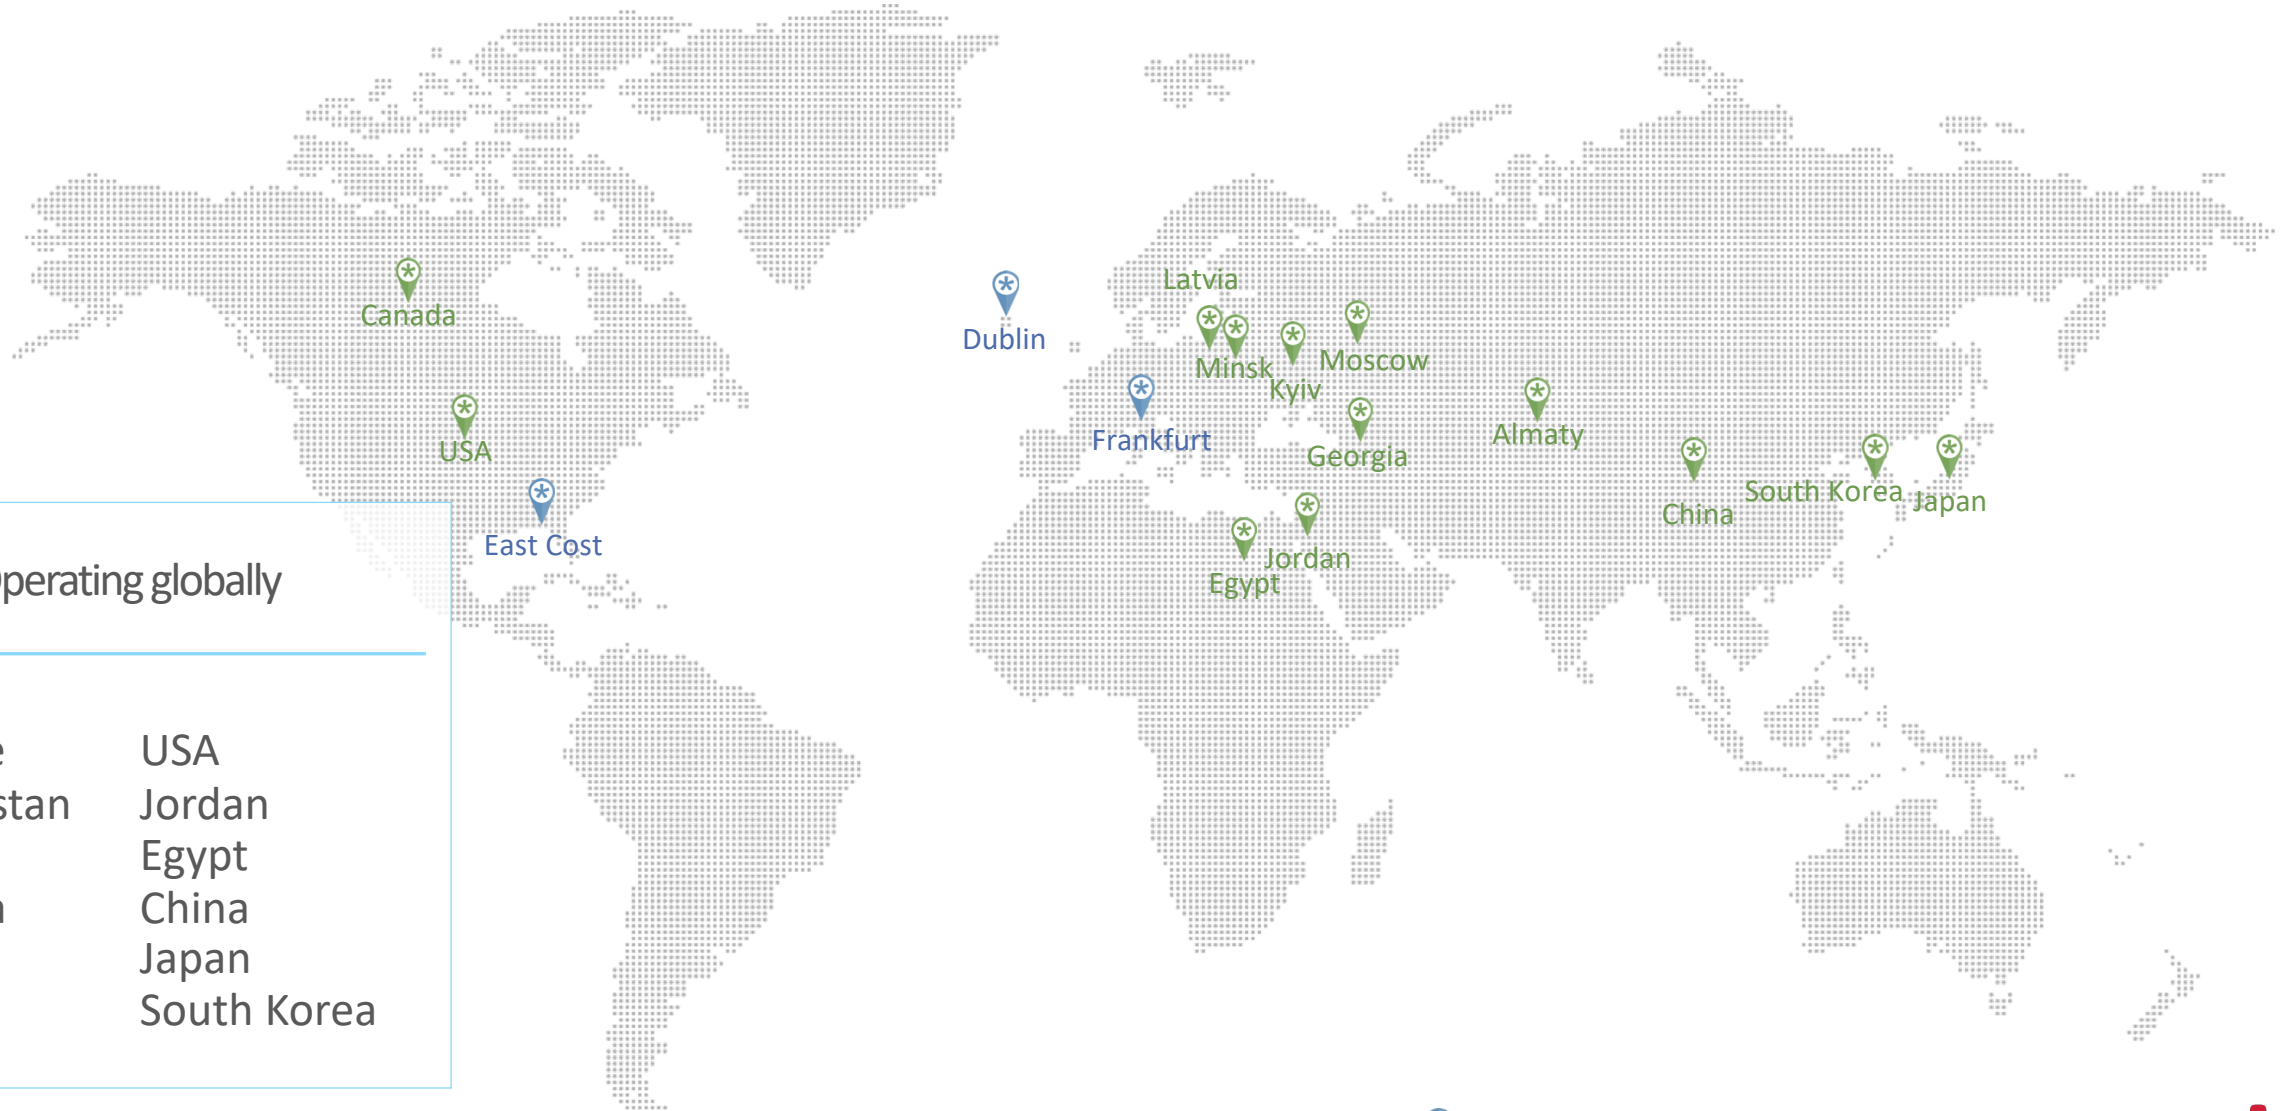 Latvia
Canada
Dublin
Minsk
Moscow
Kyiv
USA
Frankfurt
Georgia
Almaty
South Korea
Japan
China
East Cost
Jordan
Egypt
perating globally
USA
stan
Jordan
Egypt
China
Japan
South Korea